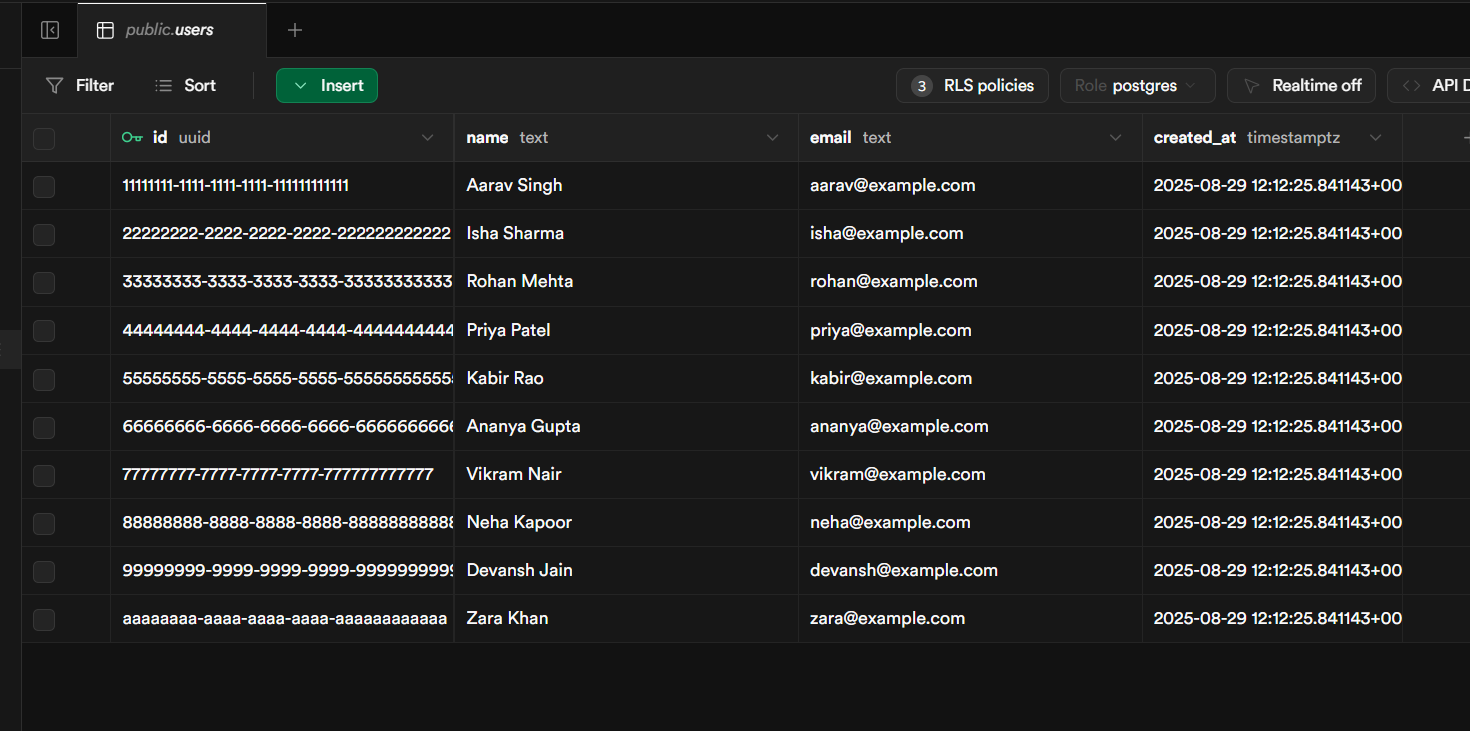 public.users
Filter Sort Insert 3 RLS policies Role postgres Realtime off API D
id uuid name text email text created_at timestamptz
11111111-1111-1111-1111-111111111111 Aarav Singh aarav@example.com 2025-08-29 12:12:25.841143+00
22222222-2222-2222-2222-222222222222 Isha Sharma isha@example.com 2025-08-29 12:12:25.841143+00
33333333-3333-3333-3333-33333333333 Rohan Mehta rohan@example.com 2025-08-29 12:12:25.841143+00
44444444-4444-4444-4444-4444444444 Priya Patel priya@example.com 2025-08-29 12:12:25.841143+00
55555555-5555-5555-5555-555555555555 Kabir Rao kabir@example.com 2025-08-29 12:12:25.841143+00
66666666-6666-6666-6666-6666666666 Ananya Gupta ananya@example.com 2025-08-29 12:12:25.841143+00
77777777-7777-7777-7777-777777777777 Vikram Nair vikram@example.com 2025-08-29 12:12:25.841143+00
88888888-8888-8888-8888-88888888888 Neha Kapoor neha@example.com 2025-08-29 12:12:25.841143+00
99999999-9999-9999-9999-9999999999 Devansh Jain devansh@example.com 2025-08-29 12:12:25.841143+00
aaaaaaaa-aaaa-aaaa-aaaa-aaaaaaaaaaaa Zara Khan zara@example.com 2025-08-29 12:12:25.841143+00